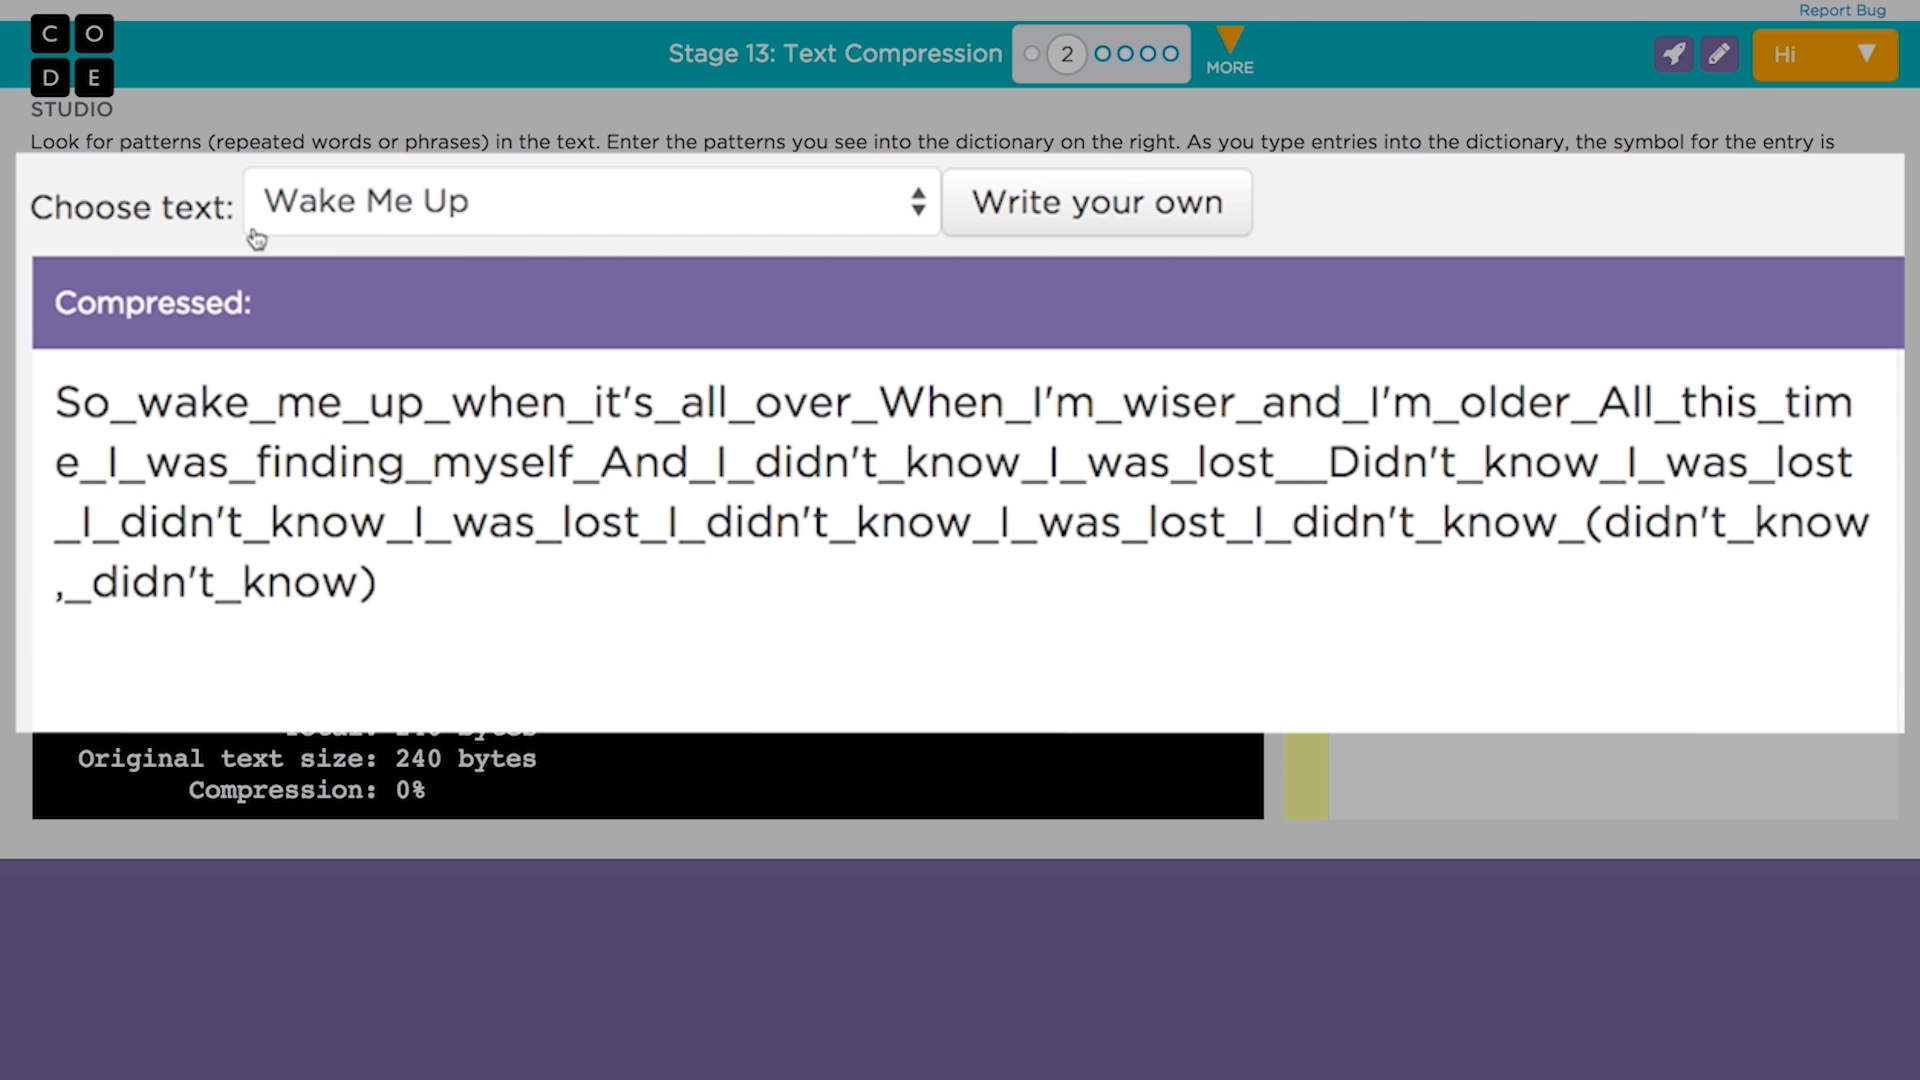 Report Bug
C O
D E
STUDIO
Stage 13: Text Compression
2
MORE
Hi
Look for patterns (repeated words or phrases) in the text. Enter the patterns you see into the dictionary on the right. As you type entries into the dictionary, the symbol for the entry is
Choose text: Wake Me Up Write your own
Compressed:
So_wake_me_up_when_it's_all_over_When_I'm_wiser_and_I'm_older_All_this_tim
e_I_was_finding_myself_And_I_didn't_know_I_was_lost__Didn't_know_I_was_lost
_I_didn't_know_I_was_lost_I_didn't_know_I_was_lost_I_didn't_know_(didn't_know
,_didn't_know)
Original text size: 240 bytes
Compression: 0%